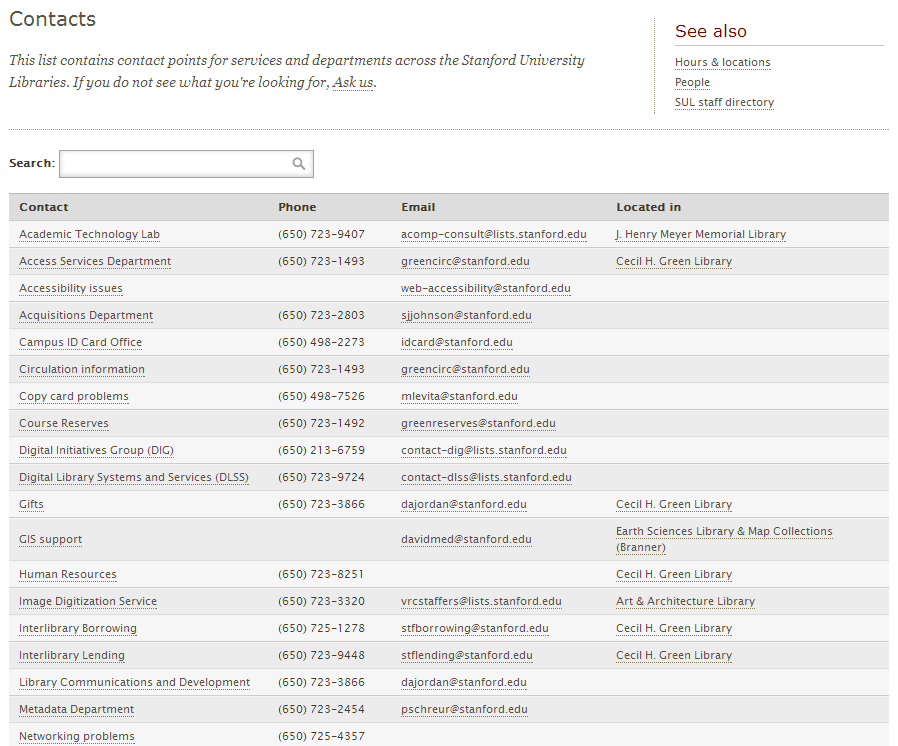 Contacts
This list contains contact points for services and departments across the Stanford University
Libraries. If you do not see what you're looking for, Ask us.
See also
Hours & locations
People
SUL staff directory
Search:
Contact Phone Email Located in
Academic Technology Lab (650) 723-9407 acomp-consult@lists.stanford.edu J. Henry Meyer Memorial Library
Access Services Department (650) 723-1493 greencirc@stanford.edu Cecil H. Green Library
Accessibility issues web-accessibility@stanford.edu
Acquisitions Department (650) 723-2803 sjjohnson@stanford.edu
Campus ID Card Office (650) 498-2273 idcard@stanford.edu
Circulation information (650) 723-1493 greencirc@stanford.edu
Copy card problems (650) 498-7526 mlevita@stanford.edu
Course Reserves (650) 723-1492 greenreserves@stanford.edu
Digital Initiatives Group (DIG) (650) 213-6759 contact-dig@lists.stanford.edu
Digital Library Systems and Services (DLSS) (650) 723-9724 contact-dlss@lists.stanford.edu
Gifts (650) 723-3866 dajordan@stanford.edu Cecil H. Green Library
GIS support davidmed@stanford.edu Earth Sciences Library & Map Collections
(Branner)
Human Resources (650) 723-8251 Cecil H. Green Library
Image Digitization Service (650) 723-3320 vrcstaffers@lists.stanford.edu Art & Architecture Library
Interlibrary Borrowing (650) 725-1278 stfborrowing@stanford.edu Cecil H. Green Library
Interlibrary Lending (650) 723-9448 stflending@stanford.edu Cecil H. Green Library
Library Communications and Development (650) 723-3866 dajordan@stanford.edu
Metadata Department (650) 723-2454 pschreur@stanford.edu
Networking problems (650) 725-4357